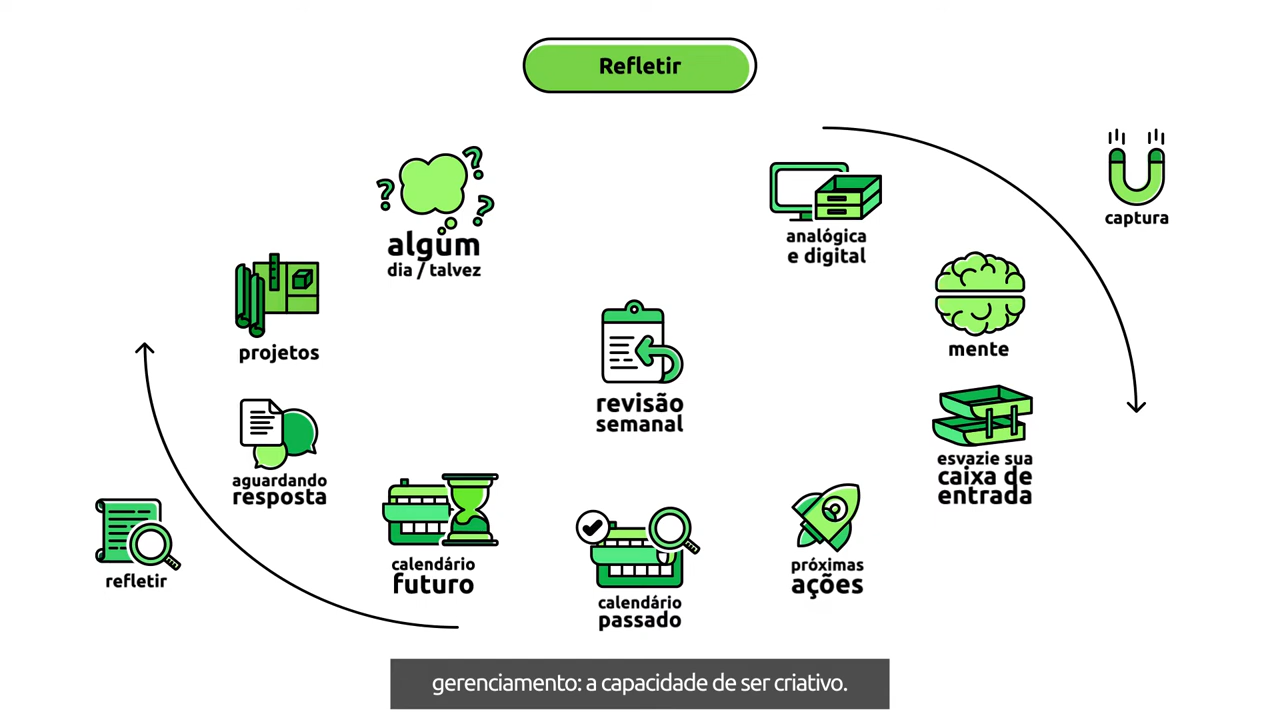 Refletir
captura
analógica
e digital
mente
esvazie sua
caixa de
entrada
próximas
ações
calendário
passado
calendário
futuro
aguardando
resposta
projetos
algum
dia / talvez
revisão
semanal
refletir
gerenciamento: a capacidade de ser criativo.